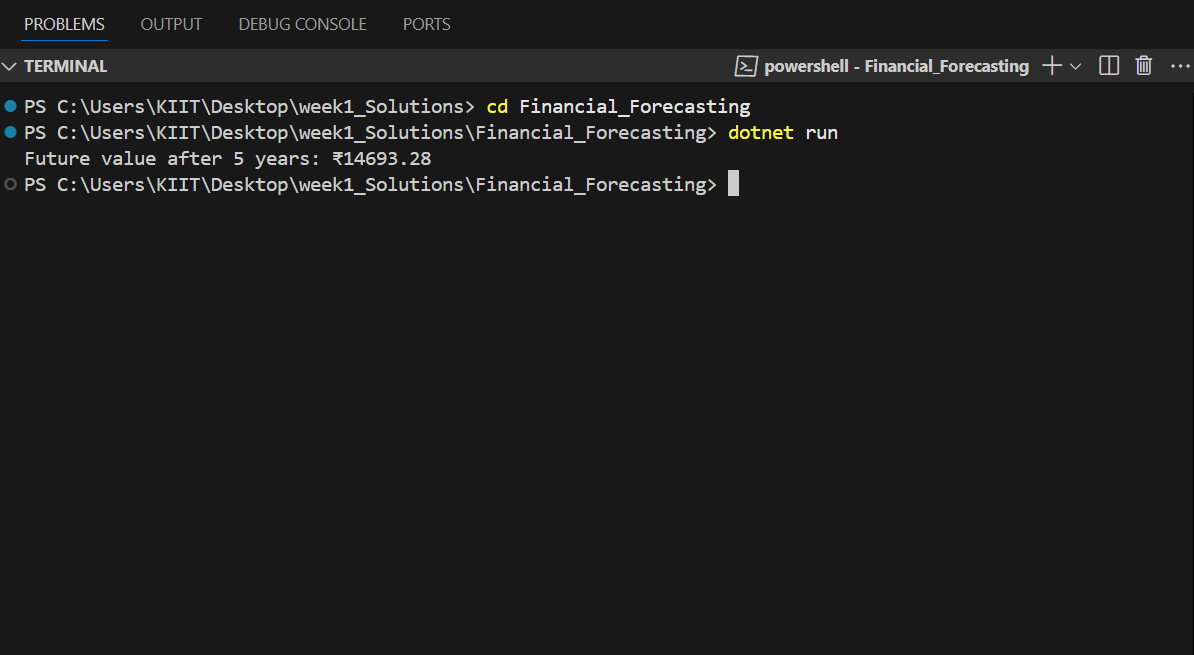 PROBLEMS OUTPUT DEBUG CONSOLE PORTS
TERMINAL powershell - Financial_Forecasting
PS C:\Users\KIIT\Desktop\week1_Solutions> cd Financial_Forecasting
PS C:\Users\KIIT\Desktop\week1_Solutions\Financial_Forecasting> dotnet run
Future value after 5 years: ₹14693.28
PS C:\Users\KIIT\Desktop\week1_Solutions\Financial_Forecasting>